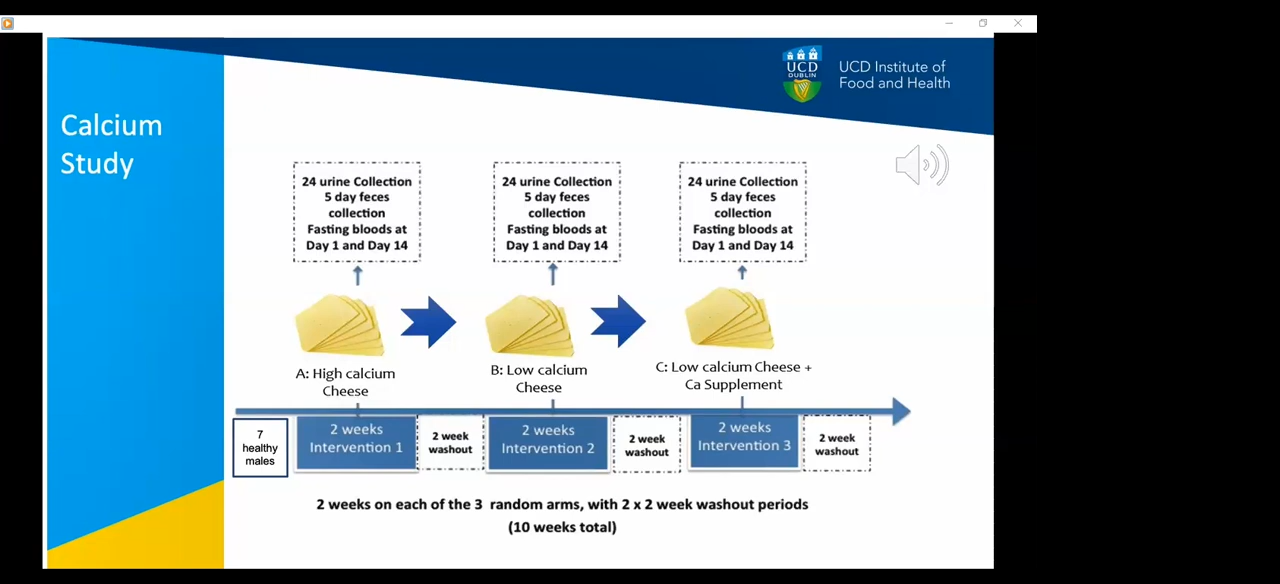 UCD
DUBLIN
UCD Institute of
Food and Health
Calcium
Study
24 urine Collection
5 day feces
collection
Fasting bloods at
Day 1 and Day 14
24 urine Collection
5 day feces
collection
Fasting bloods at
Day 1 and Day 14
24 urine Collection
5 day feces
collection
Fasting bloods at
Day 1 and Day 14
A: High calcium
Cheese
B: Low calcium
Cheese
C: Low calcium Cheese +
Ca Supplement
7
healthy
males
2 weeks
Intervention 1
2 week
washout
2 weeks
Intervention 2
2 week
washout
2 weeks
Intervention 3
2 week
washout
2 weeks on each of the 3 random arms, with 2 x 2 week washout periods
(10 weeks total)